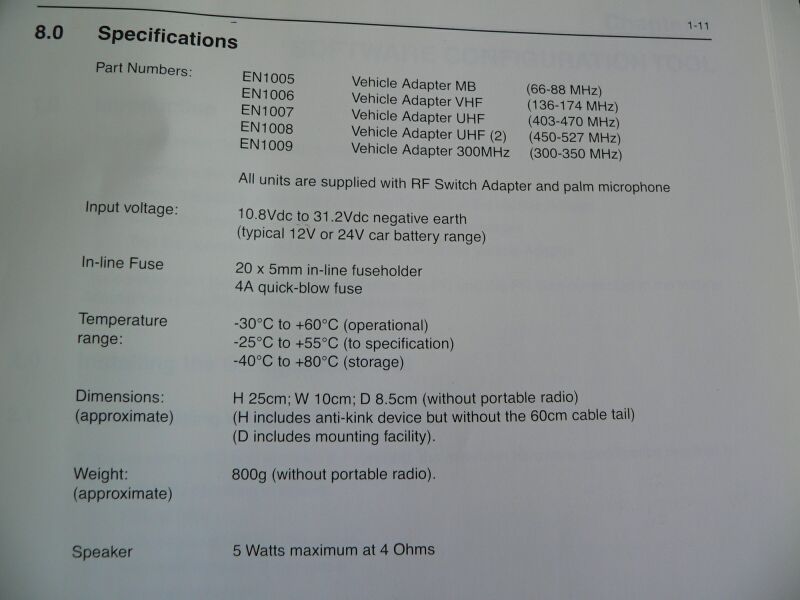 1-11
8.0 Specifications
Part Numbers: EN1005 Vehicle Adapter MB (66-88 MHz)
EN1006 Vehicle Adapter VHF (136-174 MHz)
EN1007 Vehicle Adapter UHF (403-470 MHz)
EN1008 Vehicle Adapter UHF (2) (450-527 MHz)
EN1009 Vehicle Adapter 300MHz (300-350 MHz)
All units are supplied with RF Switch Adapter and palm microphone
Input voltage: 10.8Vdc to 31.2Vdc negative earth
(typical 12V or 24V car battery range)
In-line Fuse 20 x 5mm in-line fuseholder
4A quick-blow fuse
Temperature -30°C to +60°C (operational)
range: -25°C to +55°C (to specification)
-40°C to +80°C (storage)
Dimensions: H 25cm; W 10cm; D 8.5cm (without portable radio)
(approximate) (H includes anti-kink device but without the 60cm cable tail)
(D includes mounting facility).
Weight: 800g (without portable radio).
(approximate)
Speaker 5 Watts maximum at 4 Ohms